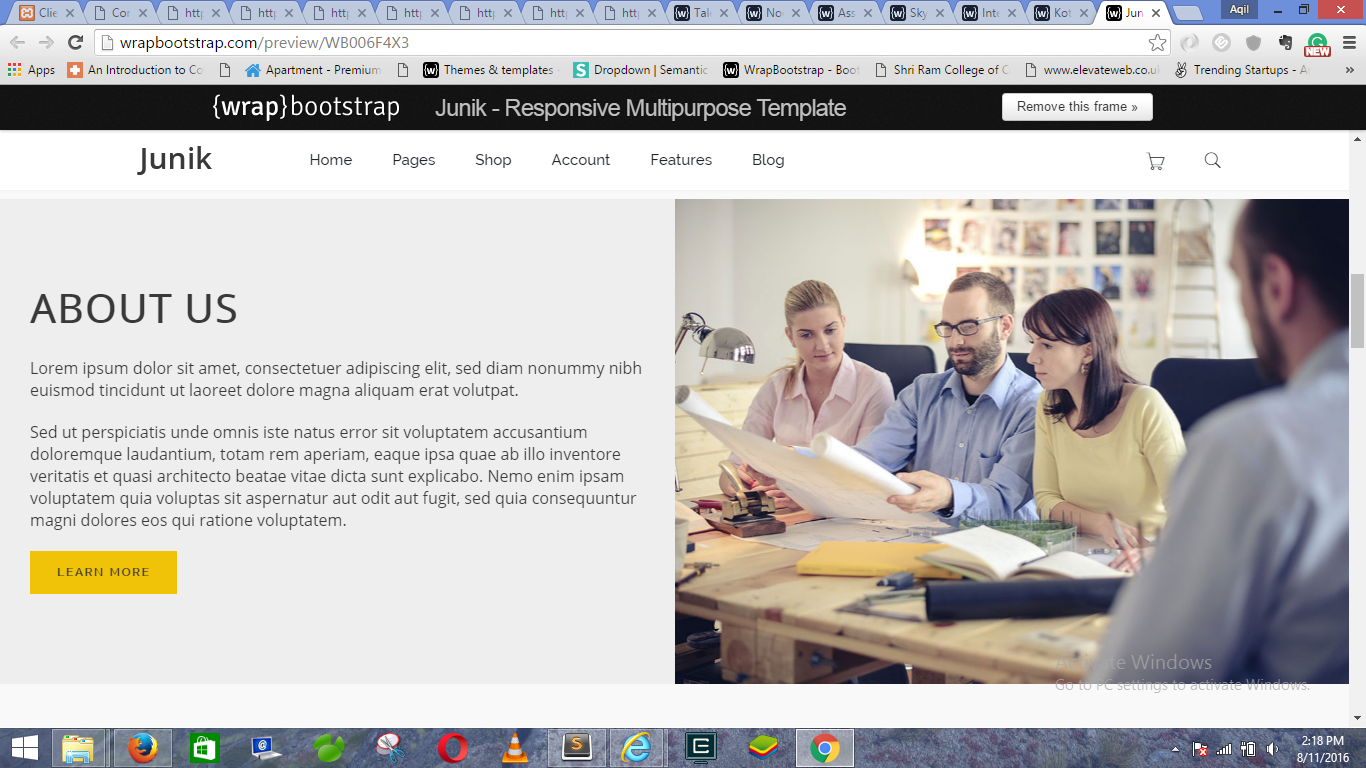 Clie
Cor
http
http
http
http
http
http
http
Tale
No
Ass
Sky
Inte
Kot
Jun
Aqil
wrapbootstrap.com/preview/WB006F4X3
NEW
Apps
An Introduction to Co
Apartment - Premium
Themes & templates
Dropdown | Semantic
WrapBootstrap - Boot
Shri Ram College of C
www.elevateweb.co.uk
Trending Startups - A
»
{wrap}bootstrap
Junik - Responsive Multipurpose Template
Remove this frame »
Junik
Home
Pages
Shop
Account
Features
Blog
ABOUT US
Lorem ipsum dolor sit amet, consectetuer adipiscing elit, sed diam nonummy nibh
euismod tincidunt ut laoreet dolore magna aliquam erat volutpat.
Sed ut perspiciatis unde omnis iste natus error sit voluptatem accusantium
doloremque laudantium, totam rem aperiam, eaque ipsa quae ab illo inventore
veritatis et quasi architecto beatae vitae dicta sunt explicabo. Nemo enim ipsam
voluptatem quia voluptas sit aspernatur aut odit aut fugit, sed quia consequuntur
magni dolores eos qui ratione voluptatem.
LEARN MORE
Activate Windows
Go to PC settings to activate Windows.
2:18 PM
8/11/2016